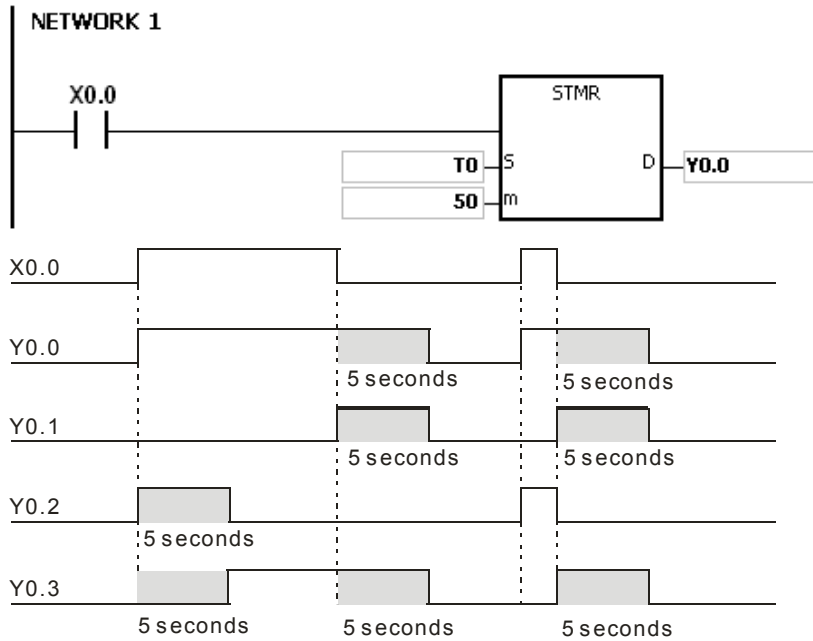 NETWORK 1
X0.0
STMR
T0 S D Y0.0
50 m
X0.0
Y0.0
5 seconds 5 seconds
Y0.1
5 seconds 5 seconds
Y0.2
5 seconds
Y0.3
5 seconds 5 seconds 5 seconds